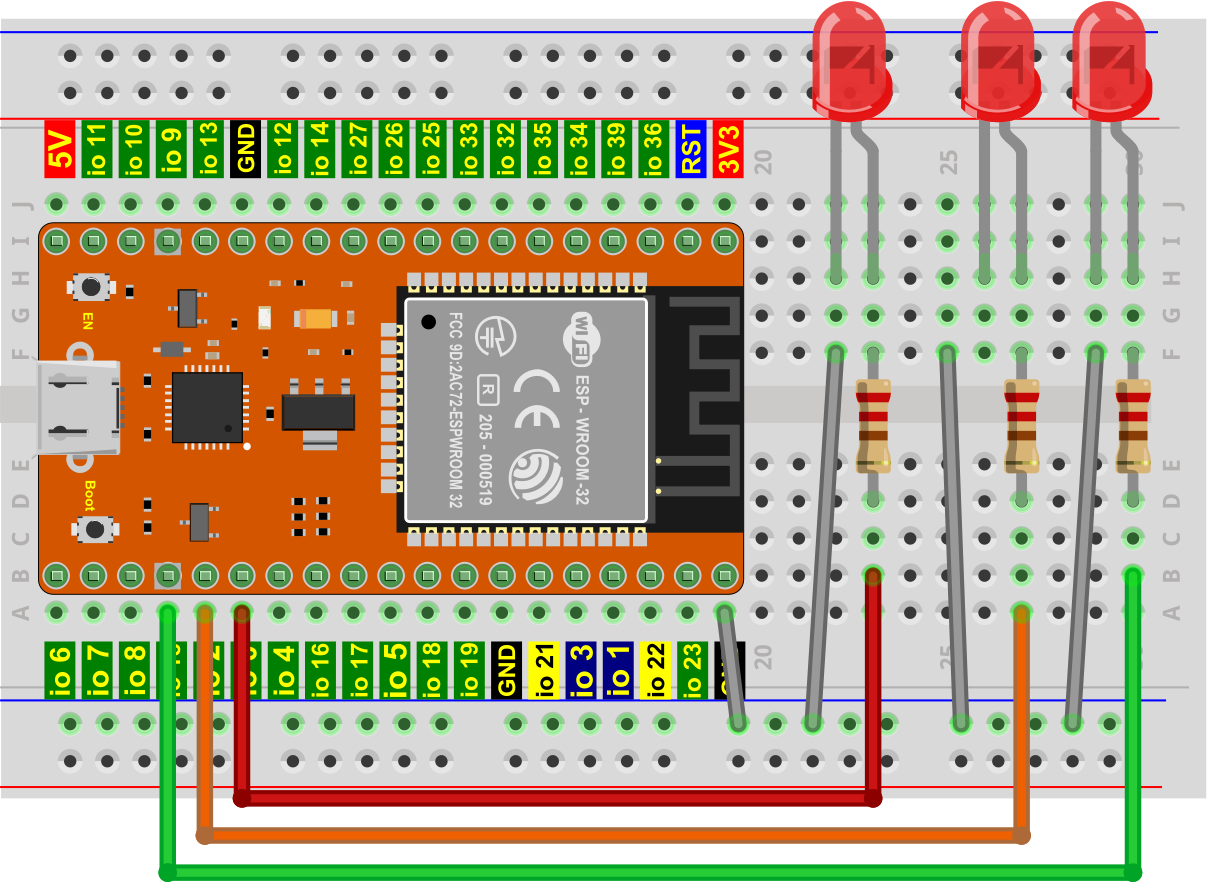 5V
io 11
io 10
io 9
io 13
GND
io 12
io 14
io 27
io 26
io 25
io 33
io 32
io 35
io 34
io 39
io 36
RST
3V3
20
25
30
J
J
I
I
H
H
G
G
F
F
EN
FCC 9D:2AC72-ESPWROOM 32
R
205 - 000519
CE
Wi Fi
ESP - WROOM -32
E
E
D
D
C
C
B
B
A
A
Boot
io 6
io 7
io 8
io 4
io 16
io 17
io 5
io 18
io 19
GND
io 21
io 3
io 1
io 22
io 23
20
25